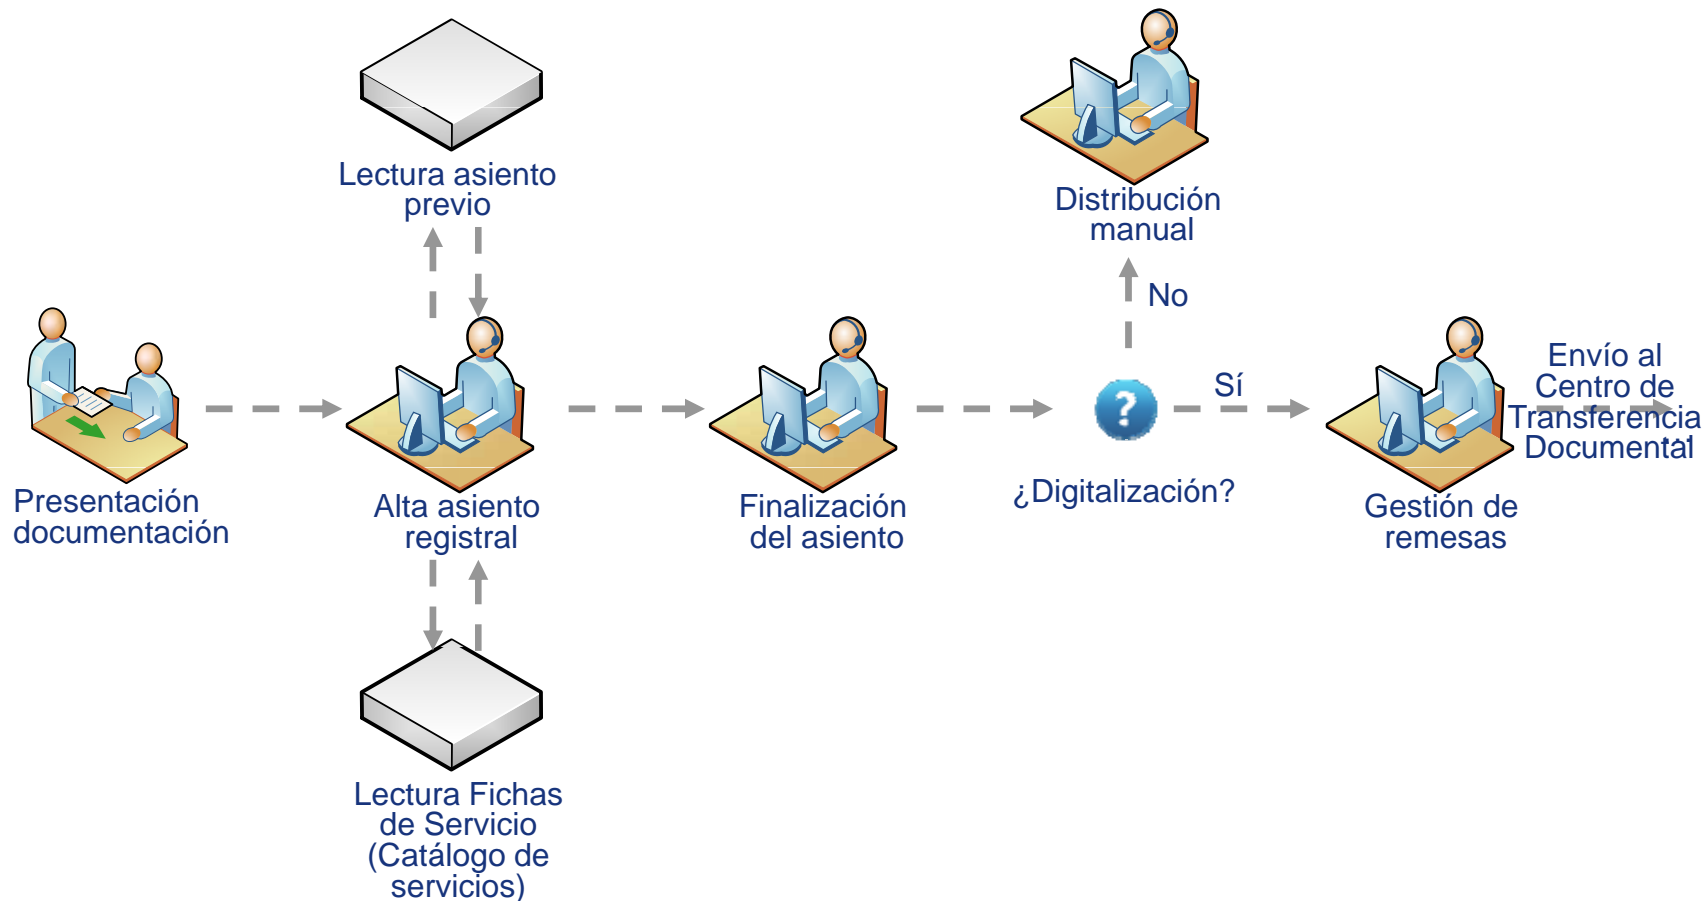 Lectura asiento
previo
Distribución
manual
No
Presentación
documentación
Alta asiento
registral
Finalización
del asiento
¿Digitalización?
Sí
Gestión de
remesas
Envío al
Centro de
Transferencia
Documental
Lectura Fichas
de Servicio
(Catálogo de
servicios)